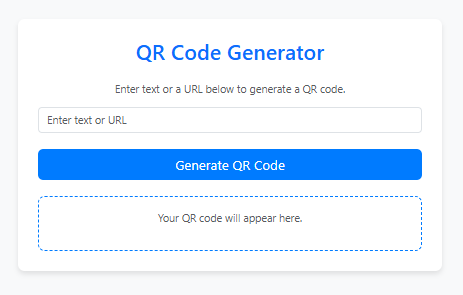 QR Code Generator
Enter text or a URL below to generate a QR code.
Enter text or URL
Generate QR Code
Your QR code will appear here.